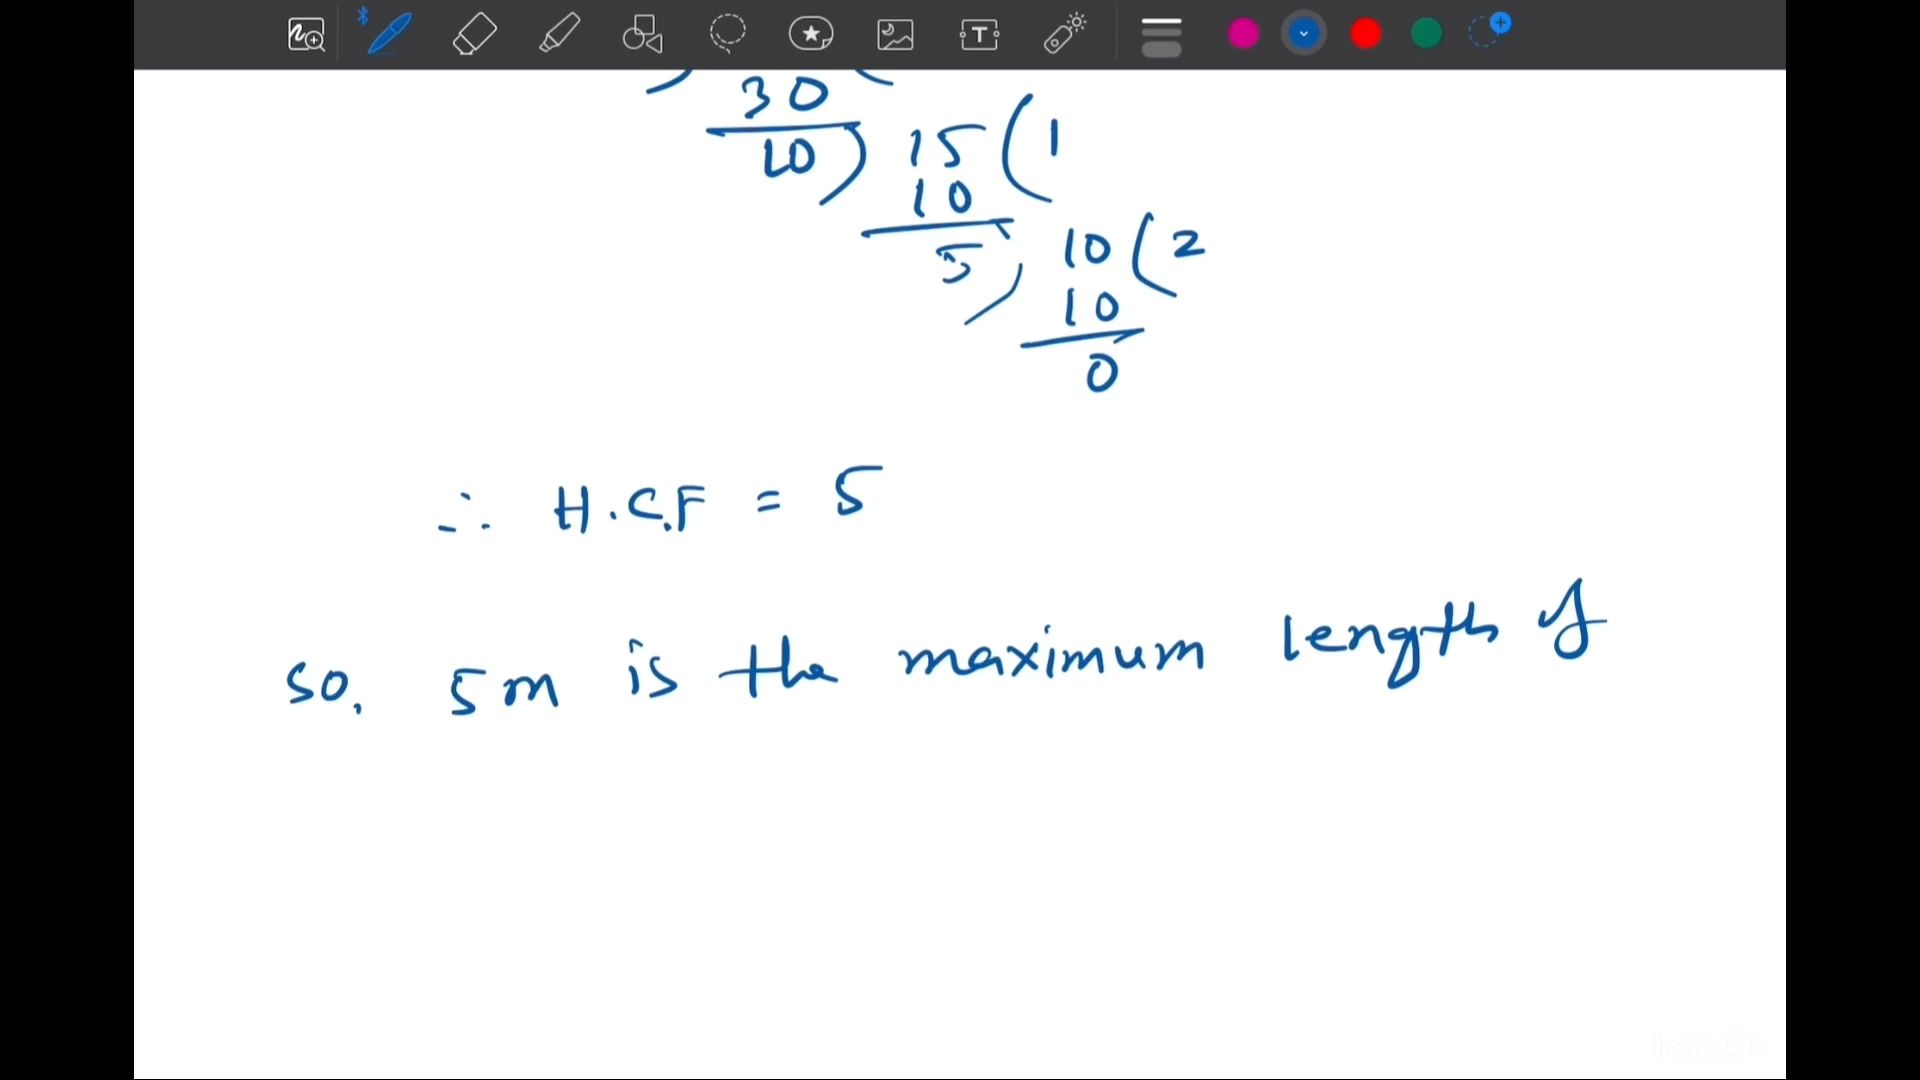 30
10 ) 15 ( 1
10
5 ) 10 ( 2
10
0
∴ H.C.F = 5
so, 5m is the maximum length of